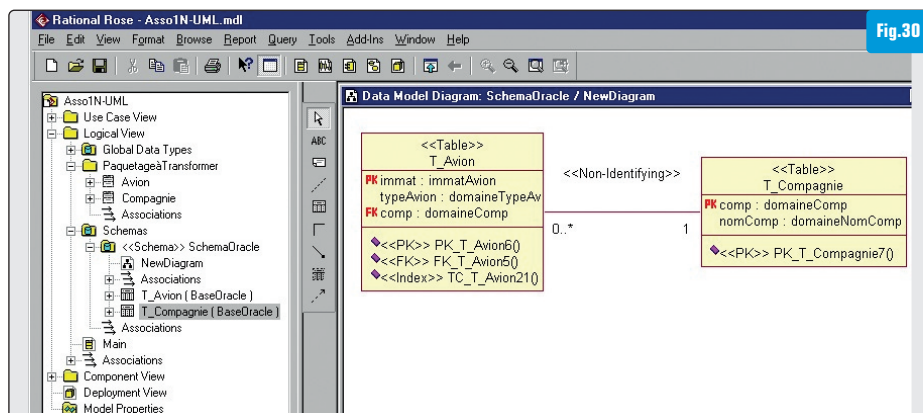 Rational Rose - Asso1N-UML.mdl
Fig.30
File Edit View Format Browse Report Query Tools Add-Ins Window Help
Asso1N-UML
Use Case View
Logical View
Global Data Types
PaquetageàTransformer
Avion
Compagnie
Associations
Schemas
<<Schema>> SchemaOracle
NewDiagram
Associations
T_Avion ( BaseOracle )
T_Compagnie ( BaseOracle )
Associations
Main
Associations
Component View
Deployment View
Model Properties
ABC
Data Model Diagram: SchemaOracle / NewDiagram
<<Table>>
T_Avion
PK immat : immatAvion
typeAvion : domaineTypeAv
FK comp : domaineComp
<<PK>> PK_T_Avion6()
<<FK>> FK_T_Avion5()
<<Index>> TC_T_Avion21()
<<Non-Identifying>>
0..* 1
<<Table>>
T_Compagnie
PK comp : domaineComp
nomComp : domaineNomComp
<<PK>> PK_T_Compagnie7()